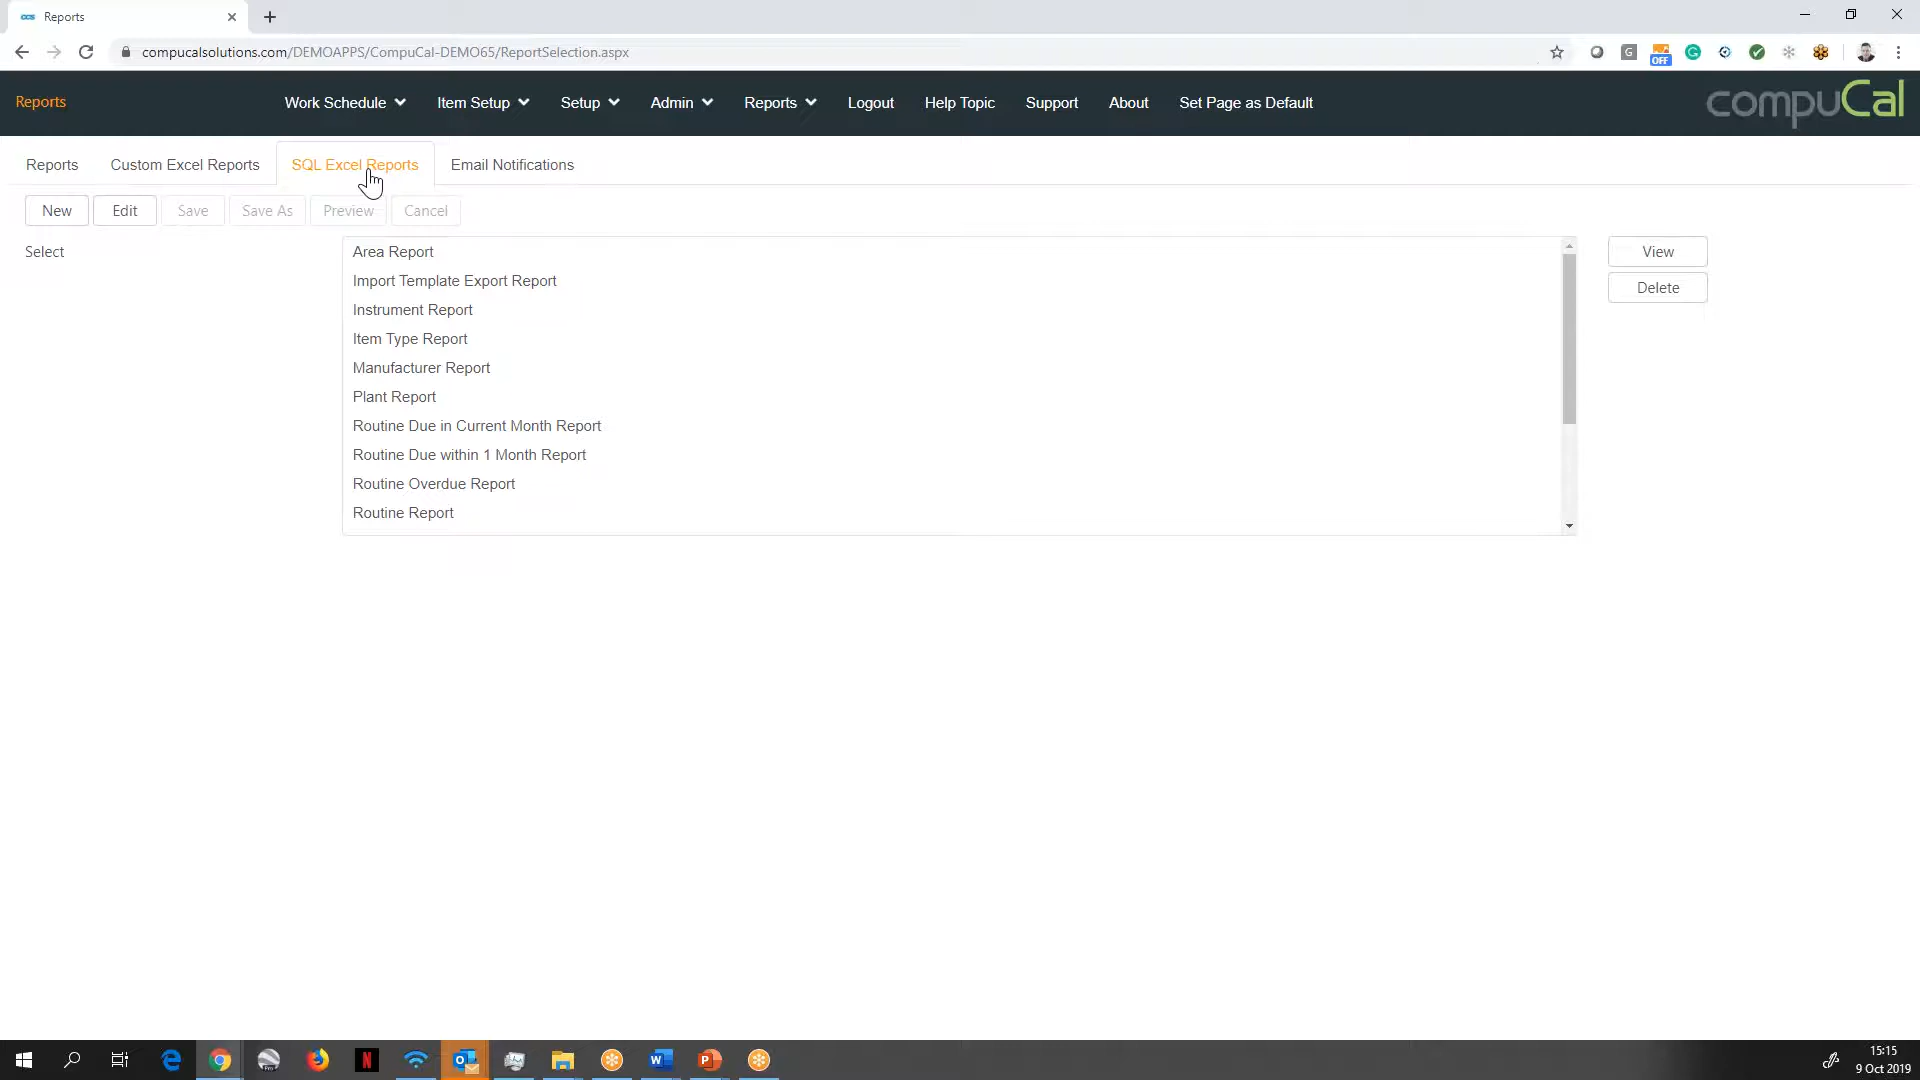 Reports
compucalsolutions.com/DEMOAPPS/CompuCal-DEMO65/ReportSelection.aspx
OFF
Reports
Work Schedule
Item Setup
Setup
Admin
Reports
Logout
Help Topic
Support
About
Set Page as Default
compuCal
Reports
Custom Excel Reports
SQL Excel Reports
Email Notifications
New
Edit
Save
Save As
Preview
Cancel
Select
Area Report
Import Template Export Report
Instrument Report
Item Type Report
Manufacturer Report
Plant Report
Routine Due in Current Month Report
Routine Due within 1 Month Report
Routine Overdue Report
Routine Report
View
Delete
15:15
9 Oct 2019